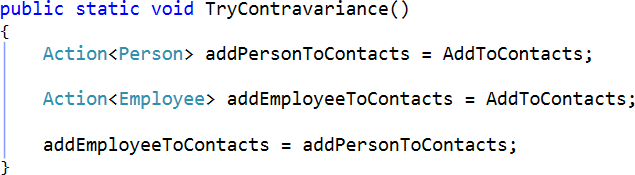 public static void TryContravariance()
{
Action<Person> addPersonToContacts = AddToContacts;
Action<Employee> addEmployeeToContacts = AddToContacts;
addEmployeeToContacts = addPersonToContacts;
}